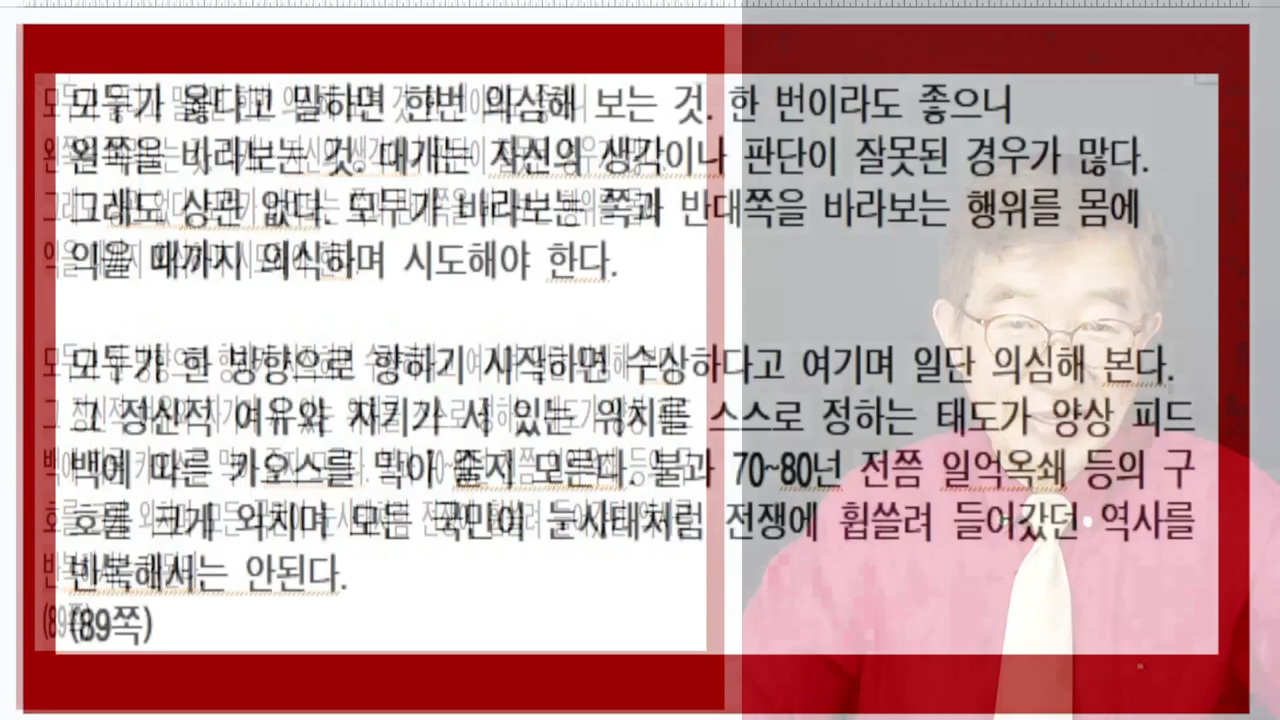 모두가 옳다고 말하면 한번 의심해 보는 것. 한 번이라도 좋으니
왼쪽을 바라보는 것. 대개는 자신의 생각이나 판단이 잘못된 경우가 많다.
그래도 상관 없다. 모두가 바라보는 쪽과 반대쪽을 바라보는 행위를 몸에
익을 때까지 의식하며 시도해야 한다.
모두가 한 방향으로 향하기 시작하면 수상하다고 여기며 일단 의심해 본다.
그 정신적 여유와 자기가 서 있는 위치를 스스로 정하는 태도가 양상 피드
백에 따른 카오스를 막아 줄지 모른다. 불과 70~80년 전쯤 일억옥쇄 등의 구
호를 크게 외치며 모든 국민이 눈사태처럼 전쟁에 휩쓸려 들어갔던 역사를
반복해서는 안된다.
(89쪽)